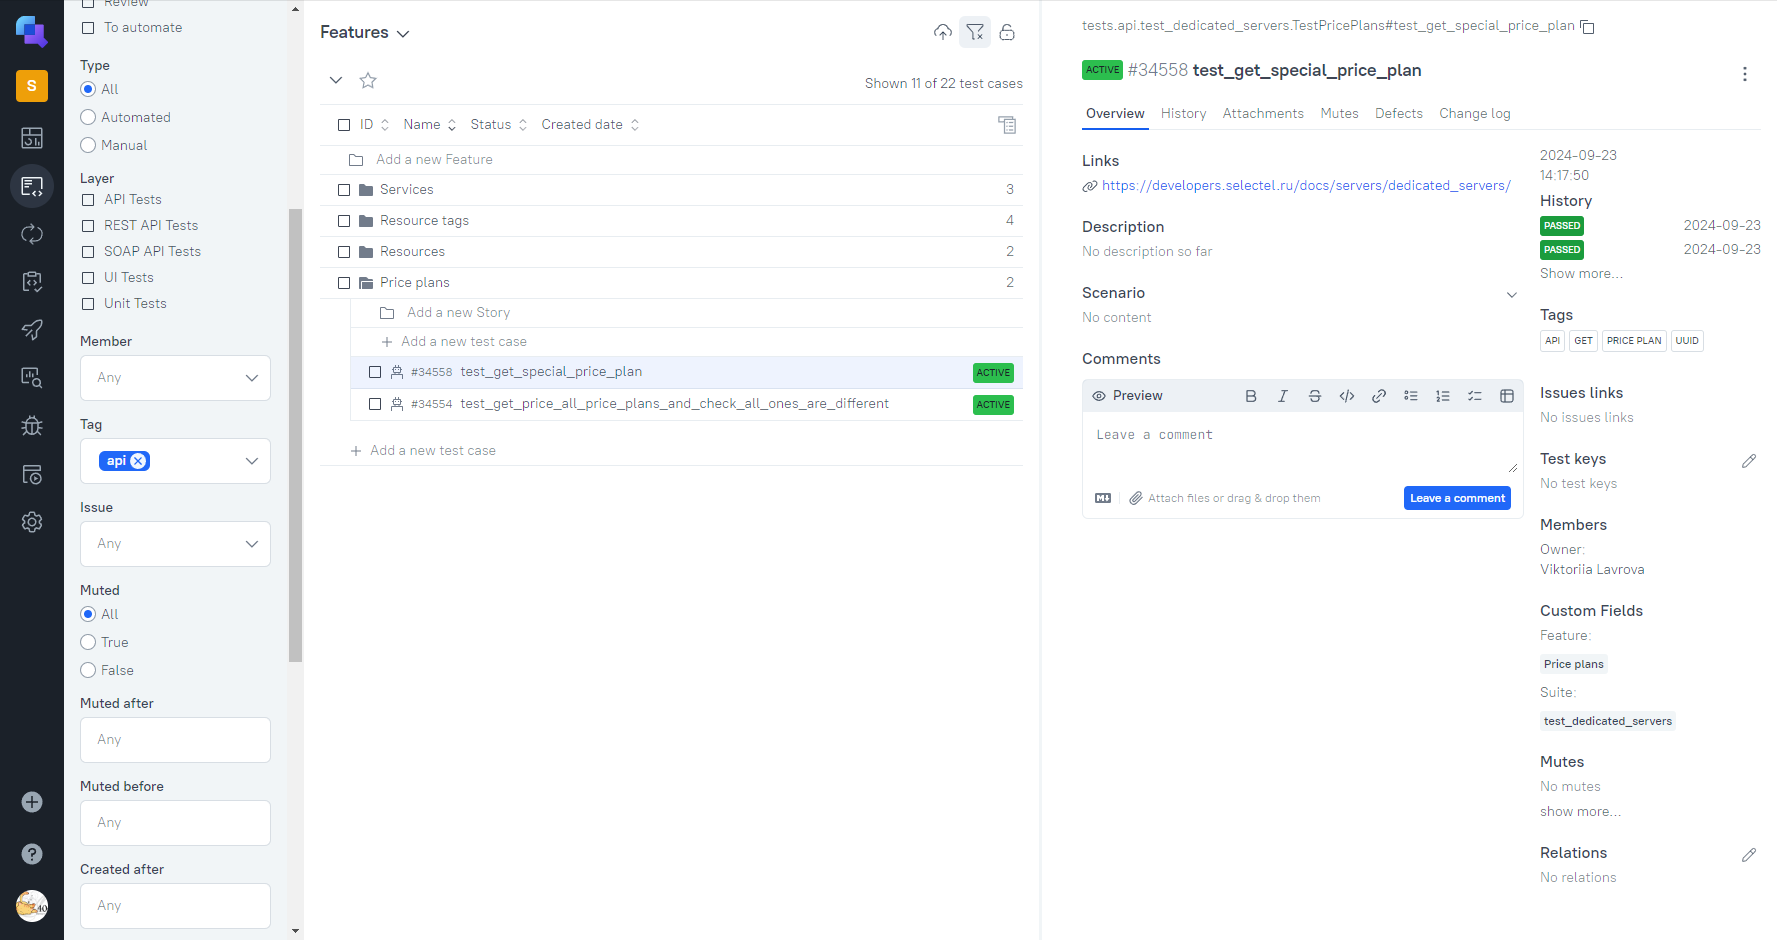 Review
To automate
Type
All
Automated
Manual
Layer
API Tests
REST API Tests
SOAP API Tests
UI Tests
Unit Tests
Member
Any
Tag
api
Issue
Any
Muted
All
True
False
Muted after
Any
Muted before
Any
Created after
Any
S
Features
Shown 11 of 22 test cases
ID Name Status Created date
Add a new Feature
Services 3
Resource tags 4
Resources 2
Price plans 2
Add a new Story
Add a new test case
#34558 test_get_special_price_plan ACTIVE
#34554 test_get_price_all_price_plans_and_check_all_ones_are_different ACTIVE
Add a new test case
tests.api.test_dedicated_servers.TestPricePlans#test_get_special_price_plan
ACTIVE #34558 test_get_special_price_plan
Overview History Attachments Mutes Defects Change log
Links
https://developers.selectel.ru/docs/servers/dedicated_servers/
Description
No description so far
Scenario
No content
Comments
Preview
Leave a comment
Attach files or drag & drop them
Leave a comment
2024-09-23
14:17:50
History
PASSED 2024-09-23
PASSED 2024-09-23
Show more...
Tags
API GET PRICE PLAN UUID
Issues links
No issues links
Test keys
No test keys
Members
Owner:
Viktoriia Lavrova
Custom Fields
Feature:
Price plans
Suite:
test_dedicated_servers
Mutes
No mutes
show more...
Relations
No relations